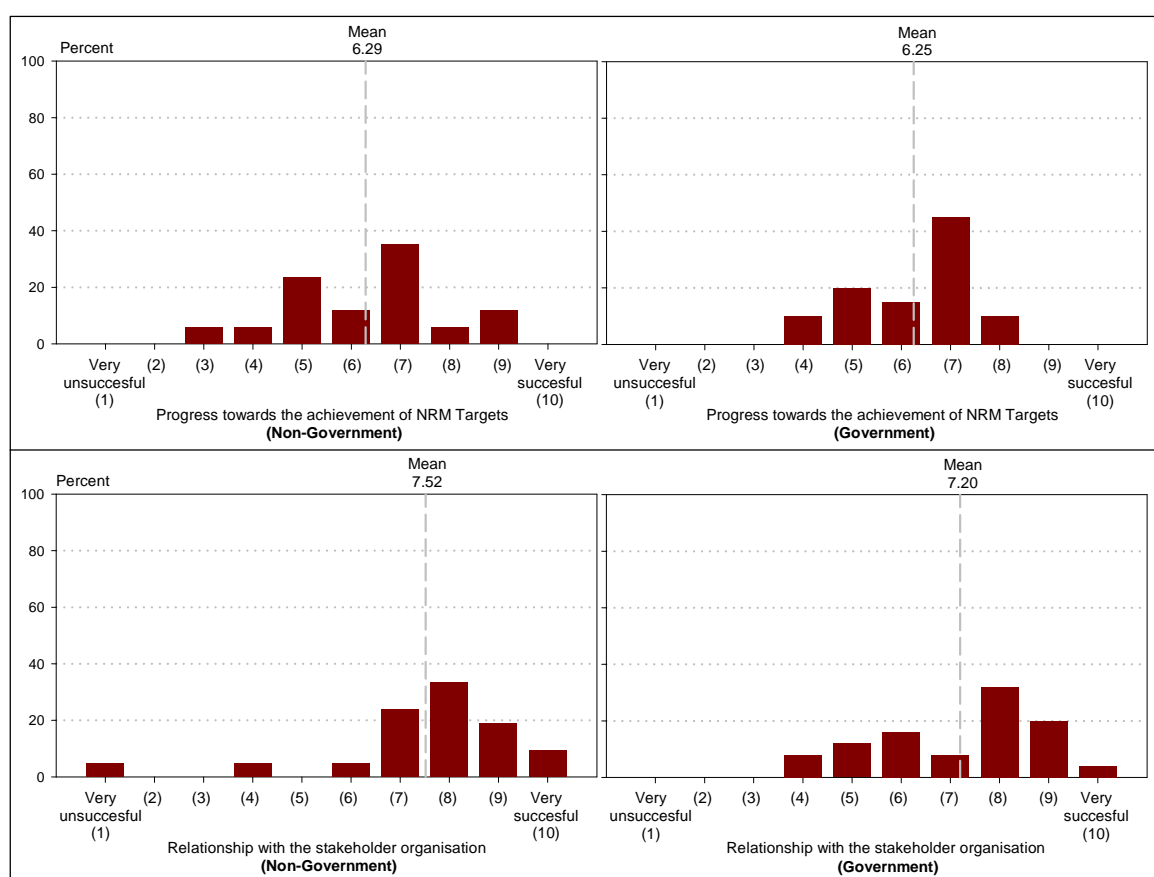 Mean
Percent
6.29
100
80
60
40
20
0
Very
unsuccesful
(1)
(2)
(3)
(4)
(5)
(6)
(7)
(8)
(9)
Very
succesful
(10)
Progress towards the achievement of NRM Targets
(Non-Government)
Mean
6.25
Very
unsuccesful
(1)
(2)
(3)
(4)
(5)
(6)
(7)
(8)
(9)
Very
succesful
(10)
Progress towards the achievement of NRM Targets
(Government)
Mean
Percent
7.52
100
80
60
40
20
0
Very
unsuccesful
(1)
(2)
(3)
(4)
(5)
(6)
(7)
(8)
(9)
Very
succesful
(10)
Relationship with the stakeholder organisation
(Non-Government)
Mean
7.20
Very
unsuccesful
(1)
(2)
(3)
(4)
(5)
(6)
(7)
(8)
(9)
Very
succesful
(10)
Relationship with the stakeholder organisation
(Government)